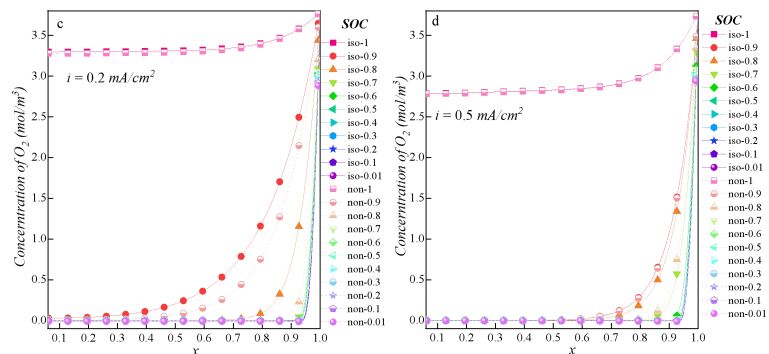 c
SOC
3.5
3.0
2.5
2.0
1.5
1.0
0.5
0.0
Concerntration of O2 (mol/m3)
i = 0.2 mA/cm2
0.1 0.2 0.3 0.4 0.5 0.6 0.7 0.8 0.9 1.0
x
iso-1
iso-0.9
iso-0.8
iso-0.7
iso-0.6
iso-0.5
iso-0.4
iso-0.3
iso-0.2
iso-0.1
iso-0.01
non-1
non-0.9
non-0.8
non-0.7
non-0.6
non-0.5
non-0.4
non-0.3
non-0.2
non-0.1
non-0.01
d
SOC
3.5
3.0
2.5
2.0
1.5
1.0
0.5
0.0
Concerntration of O2 (mol/m3)
i = 0.5 mA/cm2
0.1 0.2 0.3 0.4 0.5 0.6 0.7 0.8 0.9 1.0
x
iso-1
iso-0.9
iso-0.8
iso-0.7
iso-0.6
iso-0.5
iso-0.4
iso-0.3
iso-0.2
iso-0.1
iso-0.01
non-1
non-0.9
non-0.8
non-0.7
non-0.6
non-0.5
non-0.4
non-0.3
non-0.2
non-0.1
non-0.01